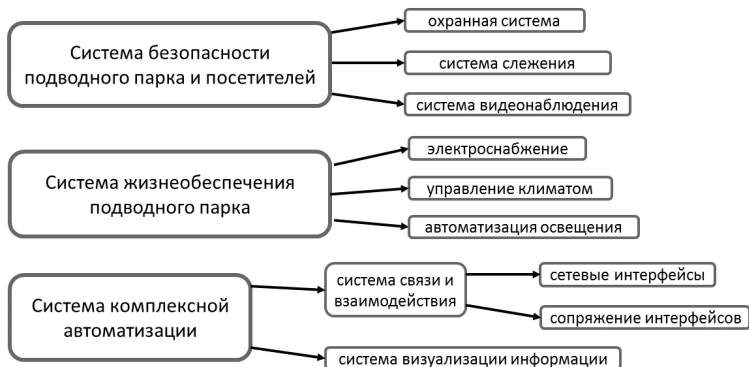 Система безопасности
подводного парка и посетителей
охранная система
система слежения
система видеонаблюдения
Система жизнеобеспечения
подводного парка
электроснабжение
управление климатом
автоматизация освещения
Система комплексной
автоматизации
система связи и
взаимодействия
сетевые интерфейсы
сопряжение интерфейсов
система визуализации информации